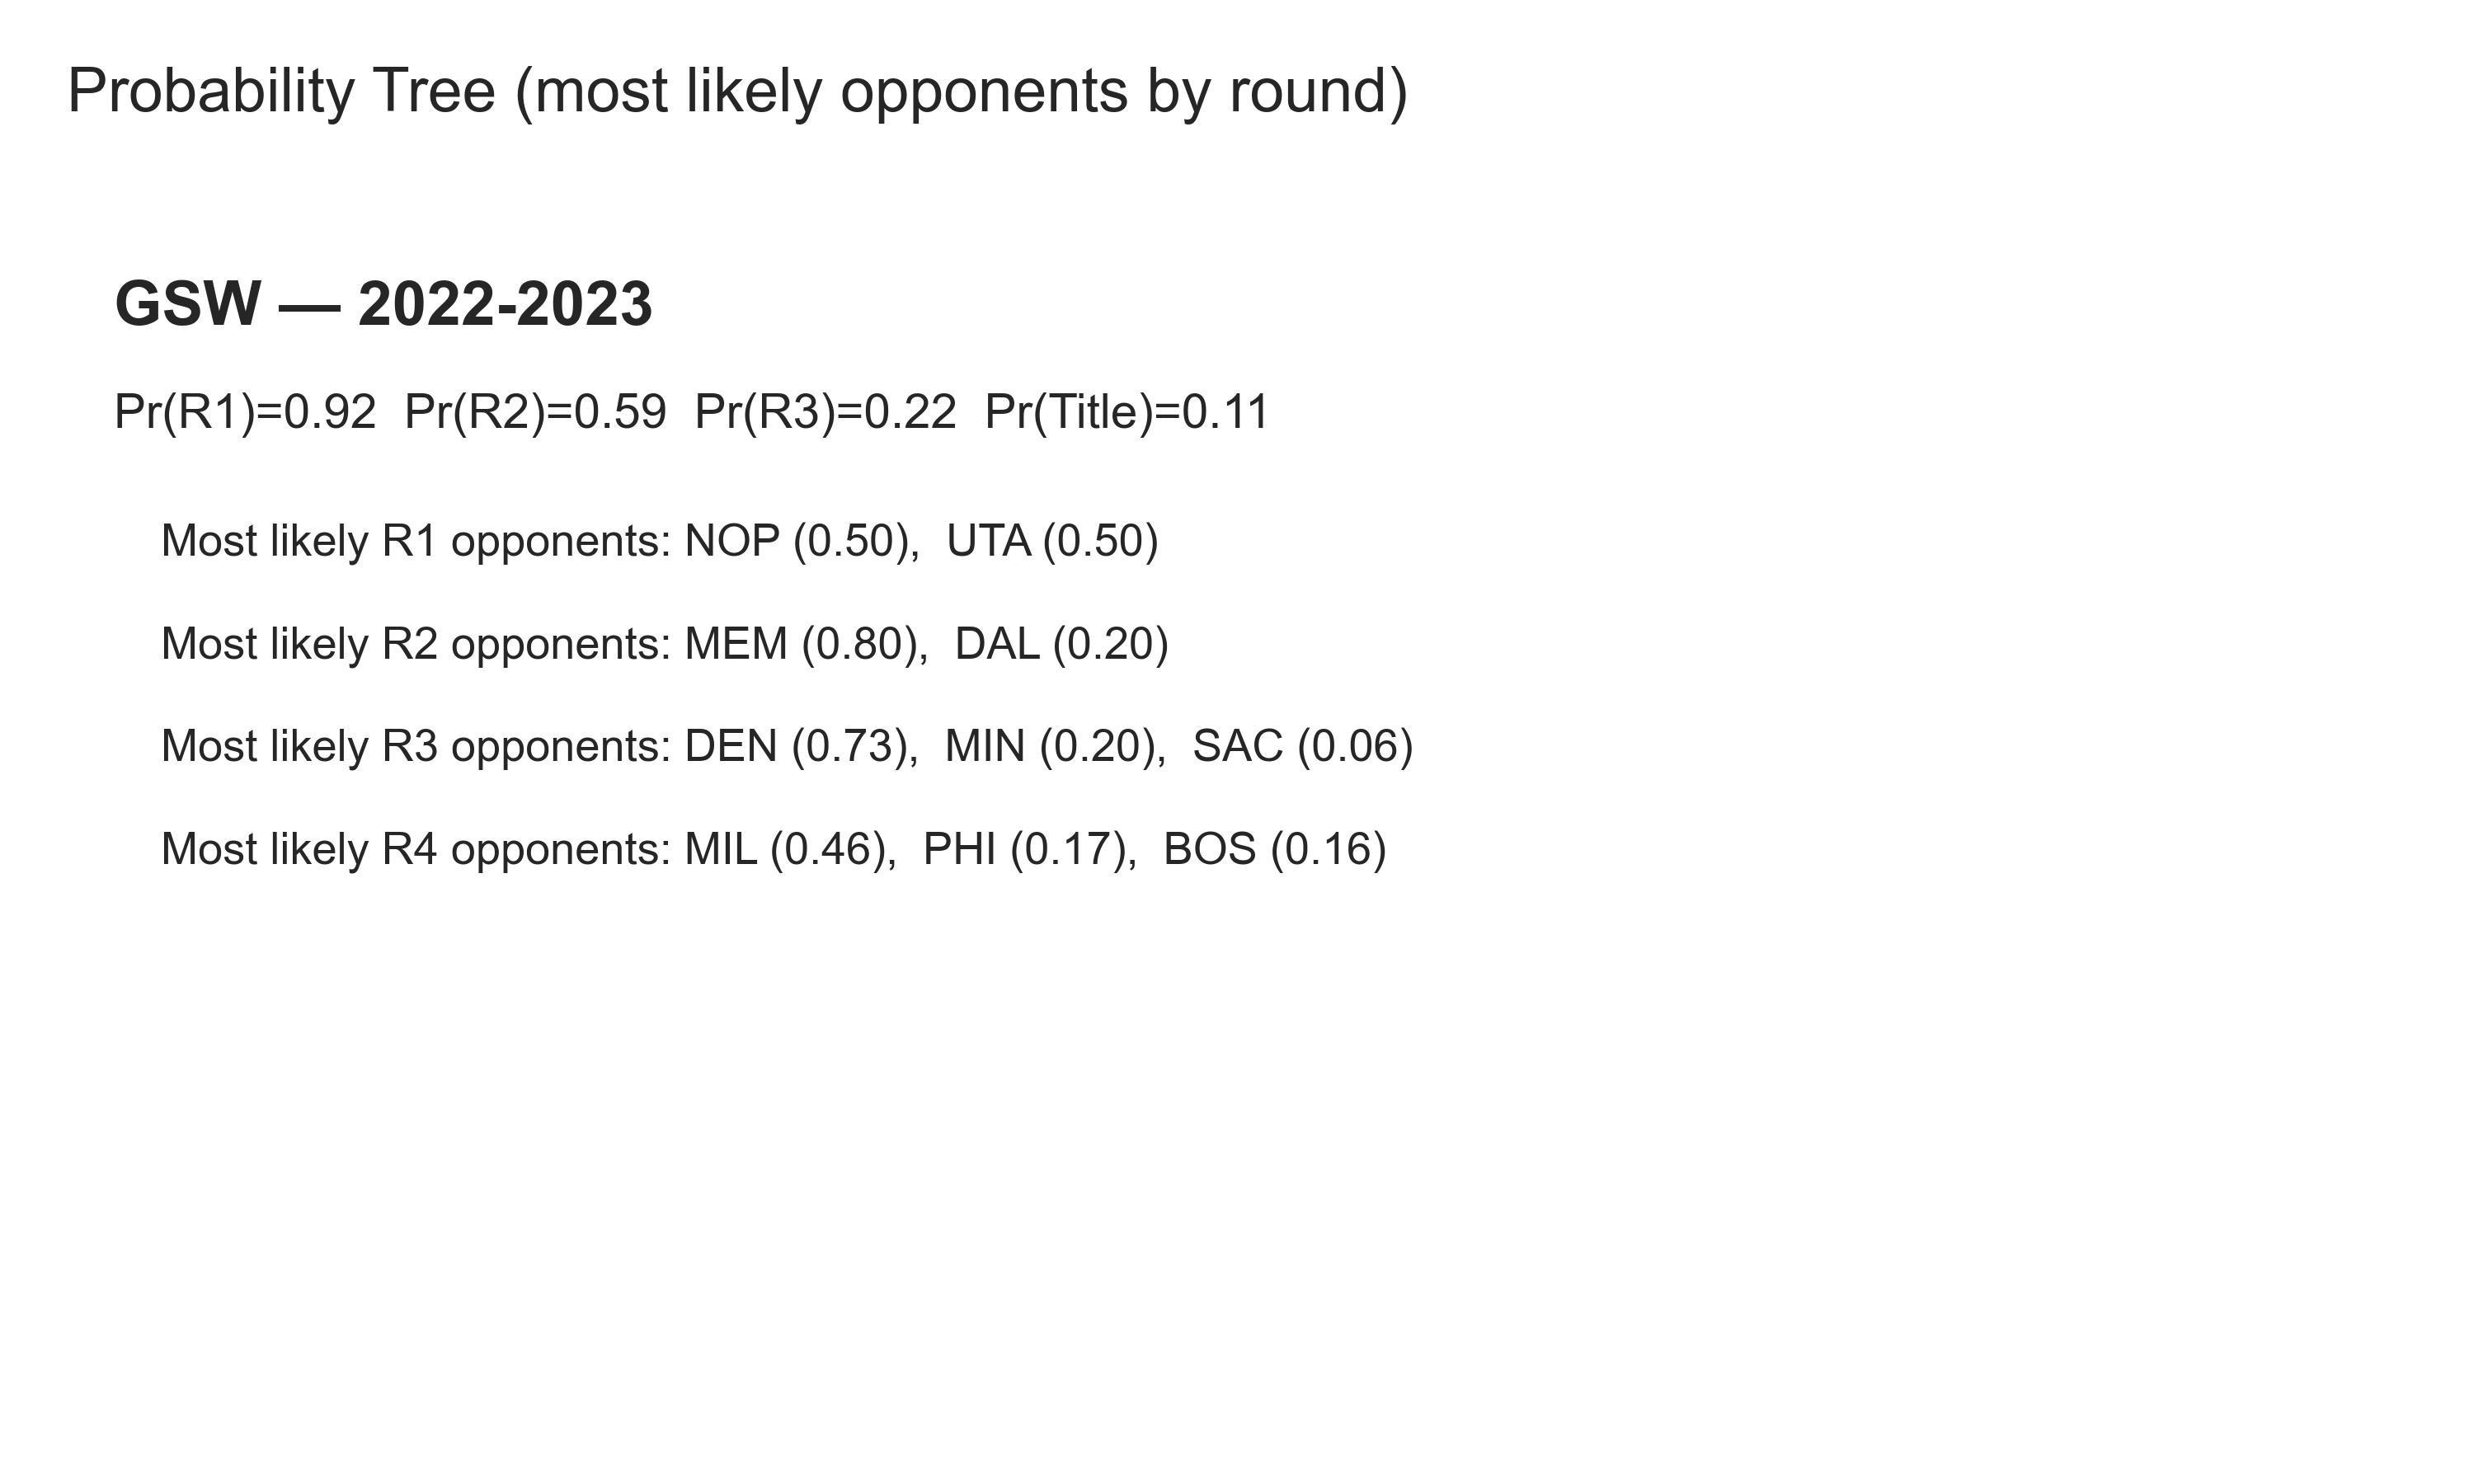 Probability Tree (most likely opponents by round)
GSW — 2022-2023
Pr(R1)=0.92  Pr(R2)=0.59  Pr(R3)=0.22  Pr(Title)=0.11
Most likely R1 opponents: NOP (0.50),  UTA (0.50)
Most likely R2 opponents: MEM (0.80),  DAL (0.20)
Most likely R3 opponents: DEN (0.73),  MIN (0.20),  SAC (0.06)
Most likely R4 opponents: MIL (0.46),  PHI (0.17),  BOS (0.16)